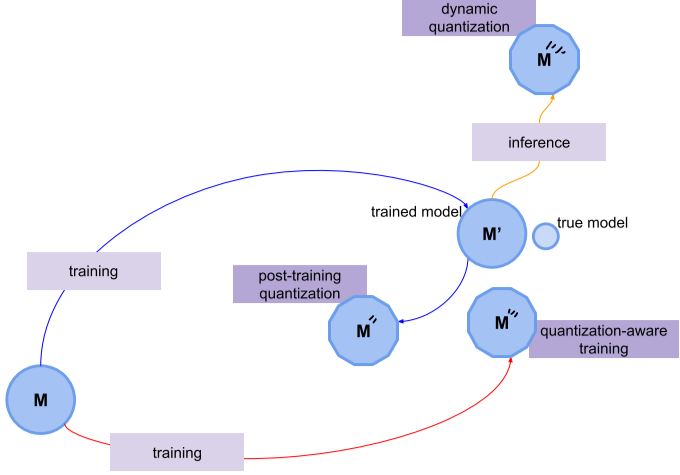 dynamic
quantization
M''''
inference
trained model
M'
true model
training
post-training
quantization
M''
M'''
quantization-aware
training
M
training